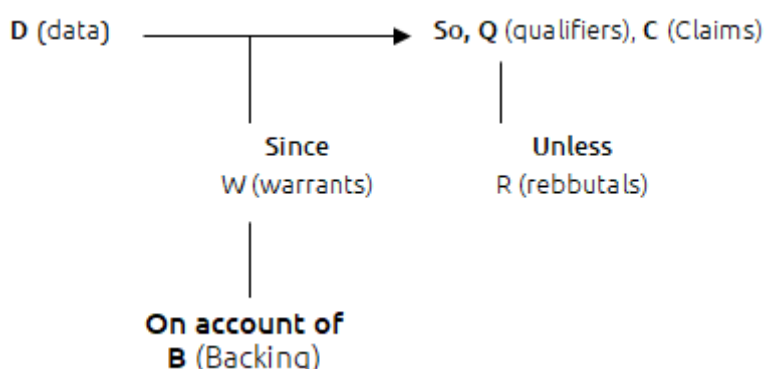 D (data) So, Q (qualifiers), C (Claims)
Since Unless
W (warrants) R (rebbutals)
On account of
B (Backing)